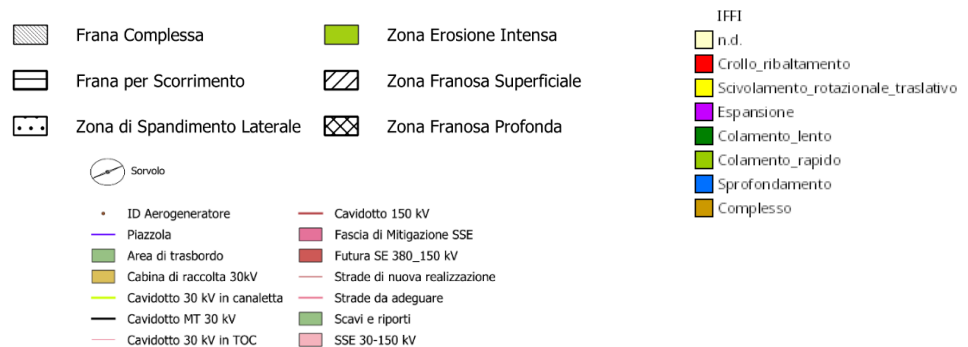 Frana Complessa
Zona Erosione Intensa
Frana per Scorrimento
Zona Franosa Superficiale
Zona di Spandimento Laterale
Zona Franosa Profonda
Sorvolo
ID Aerogeneratore
Piazzola
Area di trasbordo
Cabina di raccolta 30kV
Cavidotto 30 kV in canaletta
Cavidotto MT 30 kV
Cavidotto 30 kV in TOC
Cavidotto 150 kV
Fascia di Mitigazione SSE
Futura SE 380_150 kV
Strade di nuova realizzazione
Strade da adeguare
Scavi e riporti
SSE 30-150 kV
IFFI
n.d.
Crollo_ribaltamento
Scivolamento_rotazionale_traslativo
Espansione
Colamento_lento
Colamento_rapido
Sprofondamento
Complesso